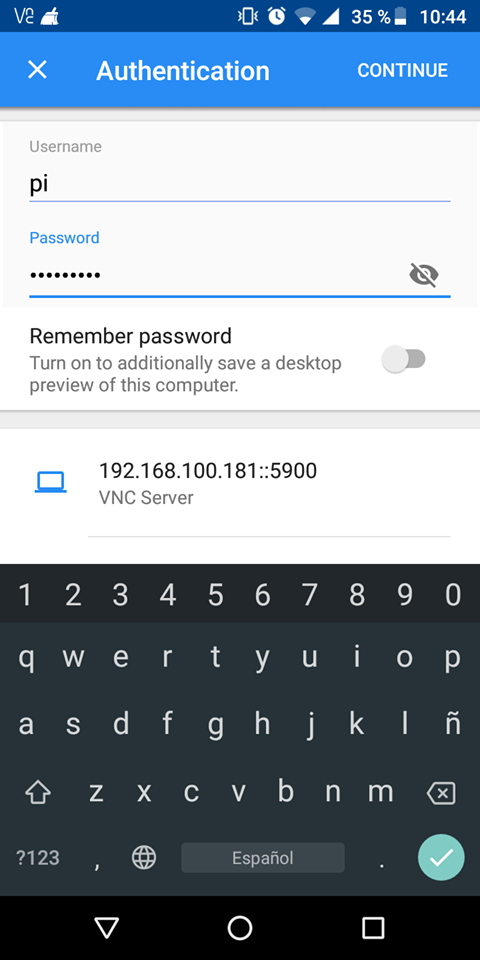 VС 35 % 10:44
Authentication CONTINUE
Username
pi
Password
•••••••••
Remember password
Turn on to additionally save a desktop
preview of this computer.
192.168.100.181::5900
VNC Server
1 2 3 4 5 6 7 8 9 0
q w e r t y u i o p
a s d f g h j k l ñ
z x c v b n m
?123 , Español .